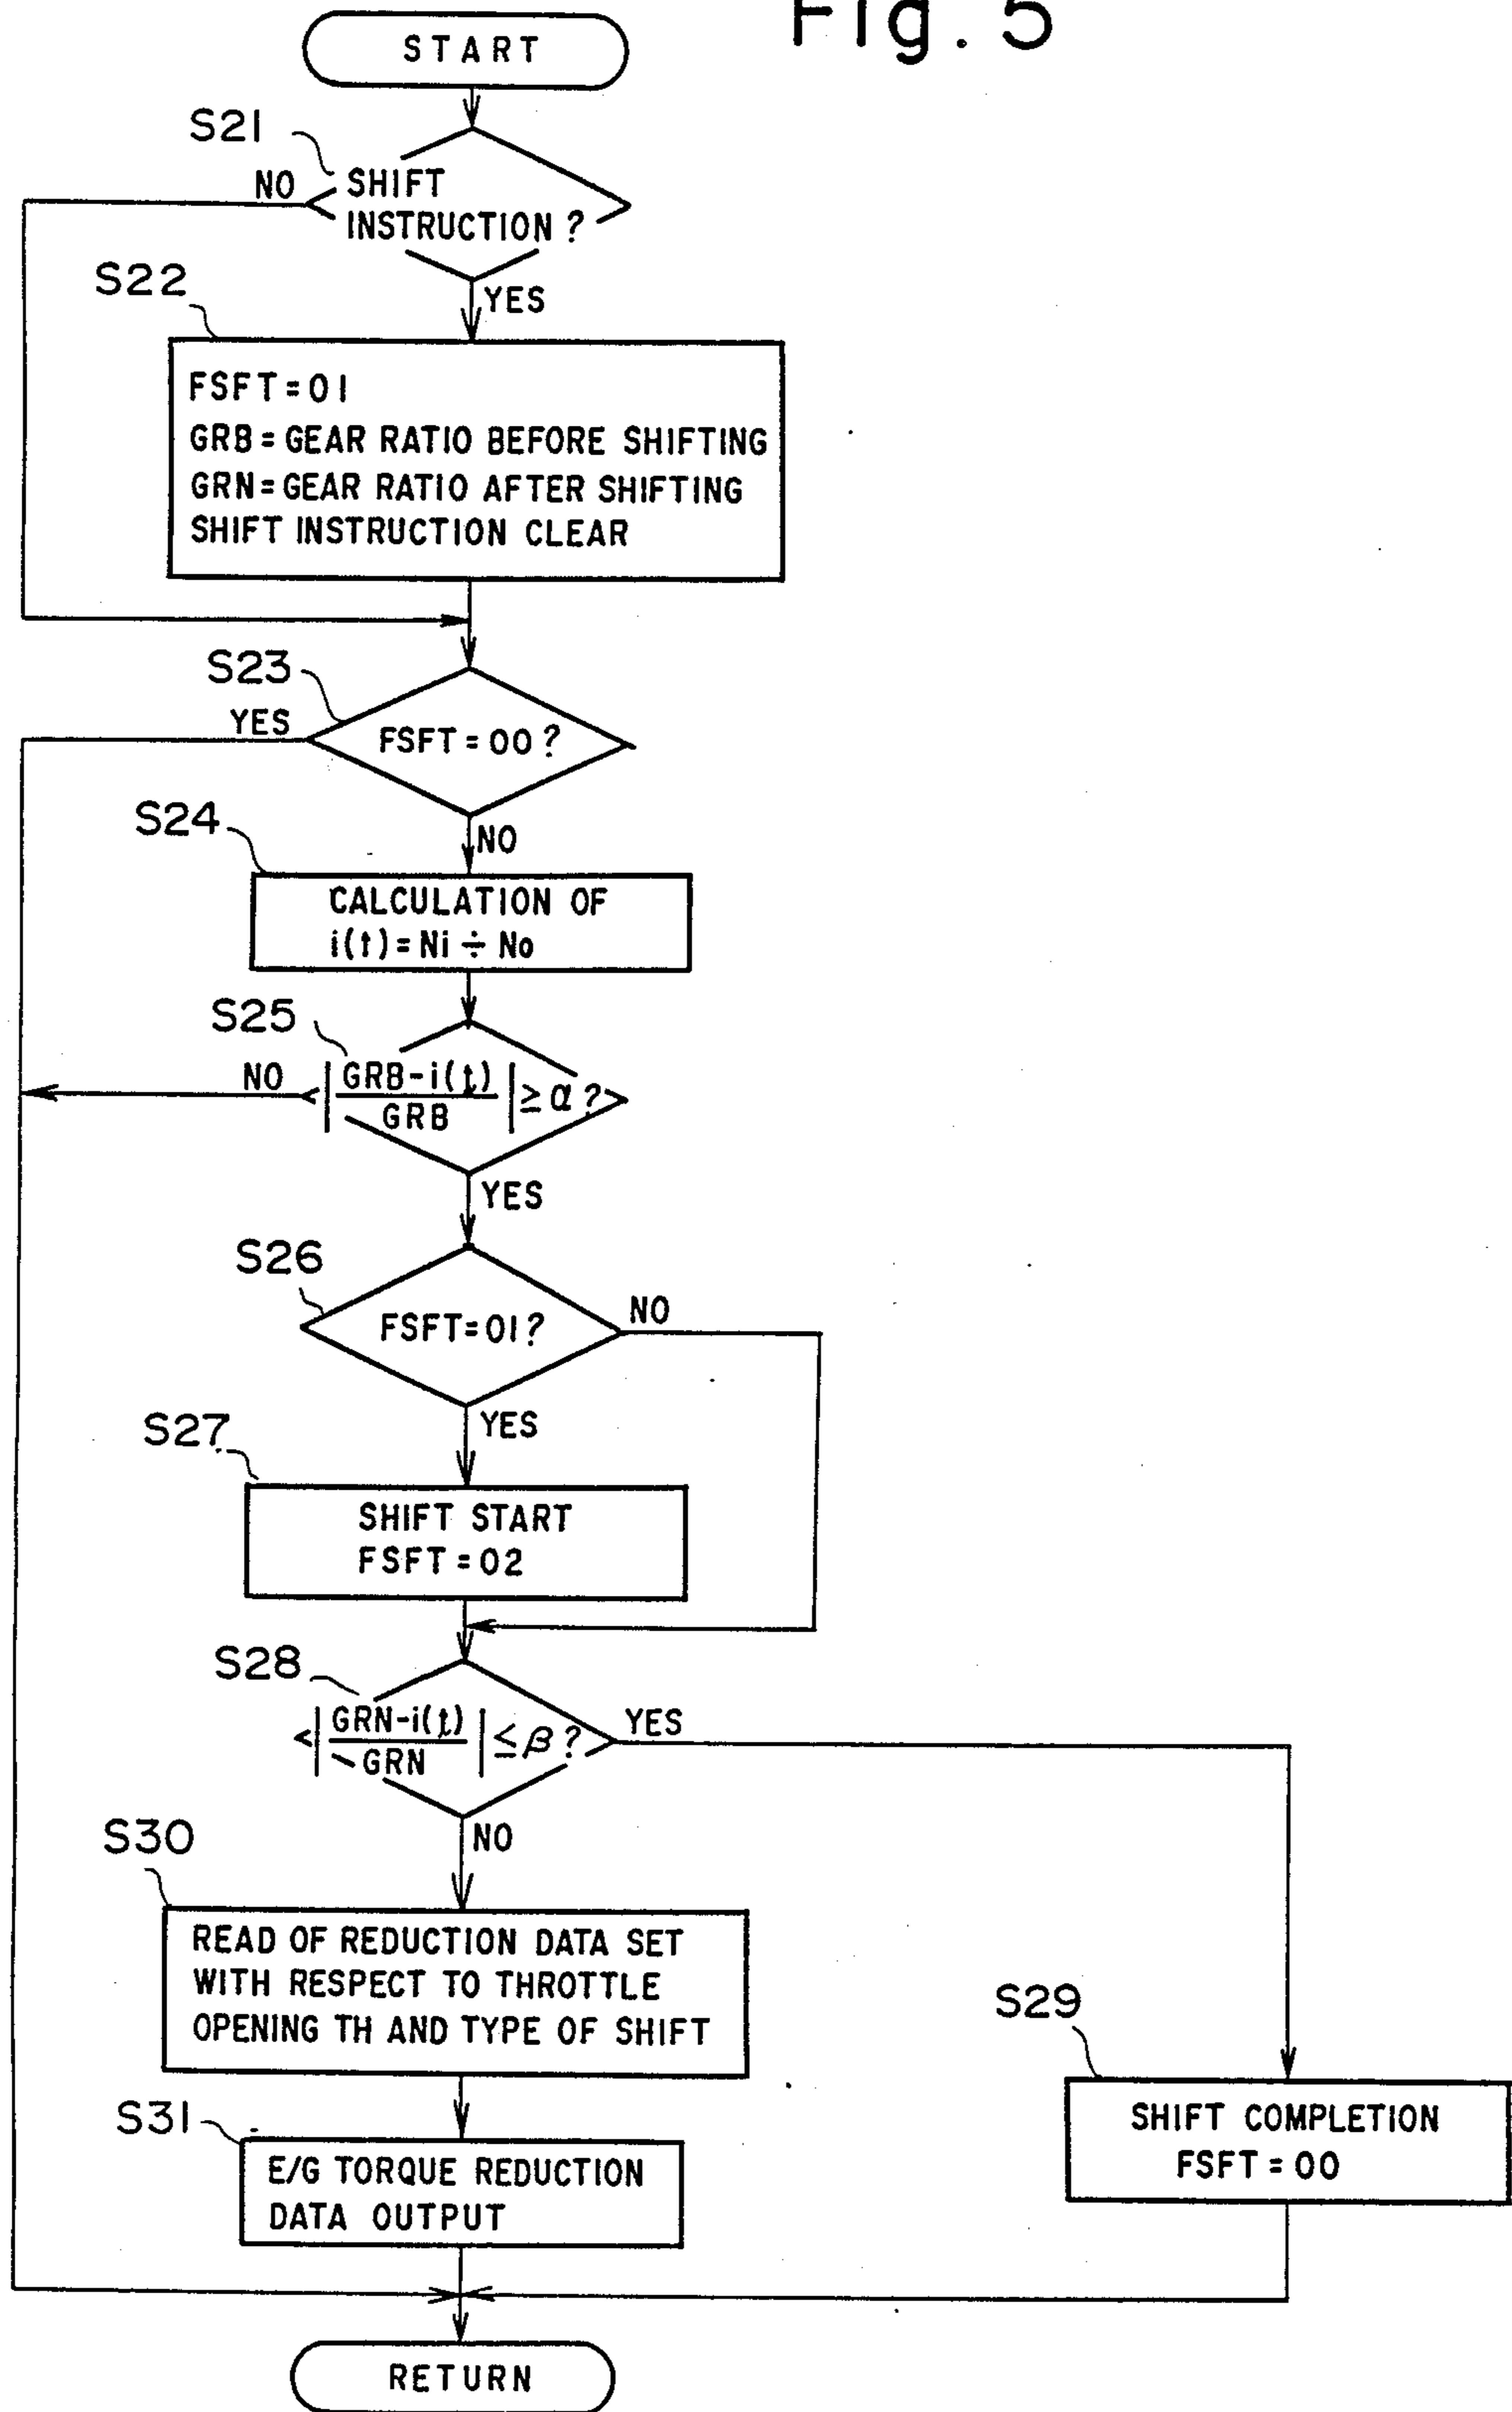 Fig. 5
START
S21
NO
SHIFT
INSTRUCTION ?
S22
YES
FSFT = 01
GRB = GEAR RATIO BEFORE SHIFTING
GRN = GEAR RATIO AFTER SHIFTING
SHIFT INSTRUCTION CLEAR
S23
YES
FSFT = 00 ?
S24
NO
CALCULATION OF
i(t) = Ni ÷ No
S25
NO
| GRB-i(t) / GRB | ≥ α ?
YES
S26
FSFT = 01 ?
NO
YES
S27
SHIFT START
FSFT = 02
S28
| GRN-i(t) / GRN | ≤ β ?
YES
NO
S30
READ OF REDUCTION DATA SET
WITH RESPECT TO THROTTLE
OPENING TH AND TYPE OF SHIFT
S29
SHIFT COMPLETION
FSFT = 00
S31
E/G TORQUE REDUCTION
DATA OUTPUT
RETURN